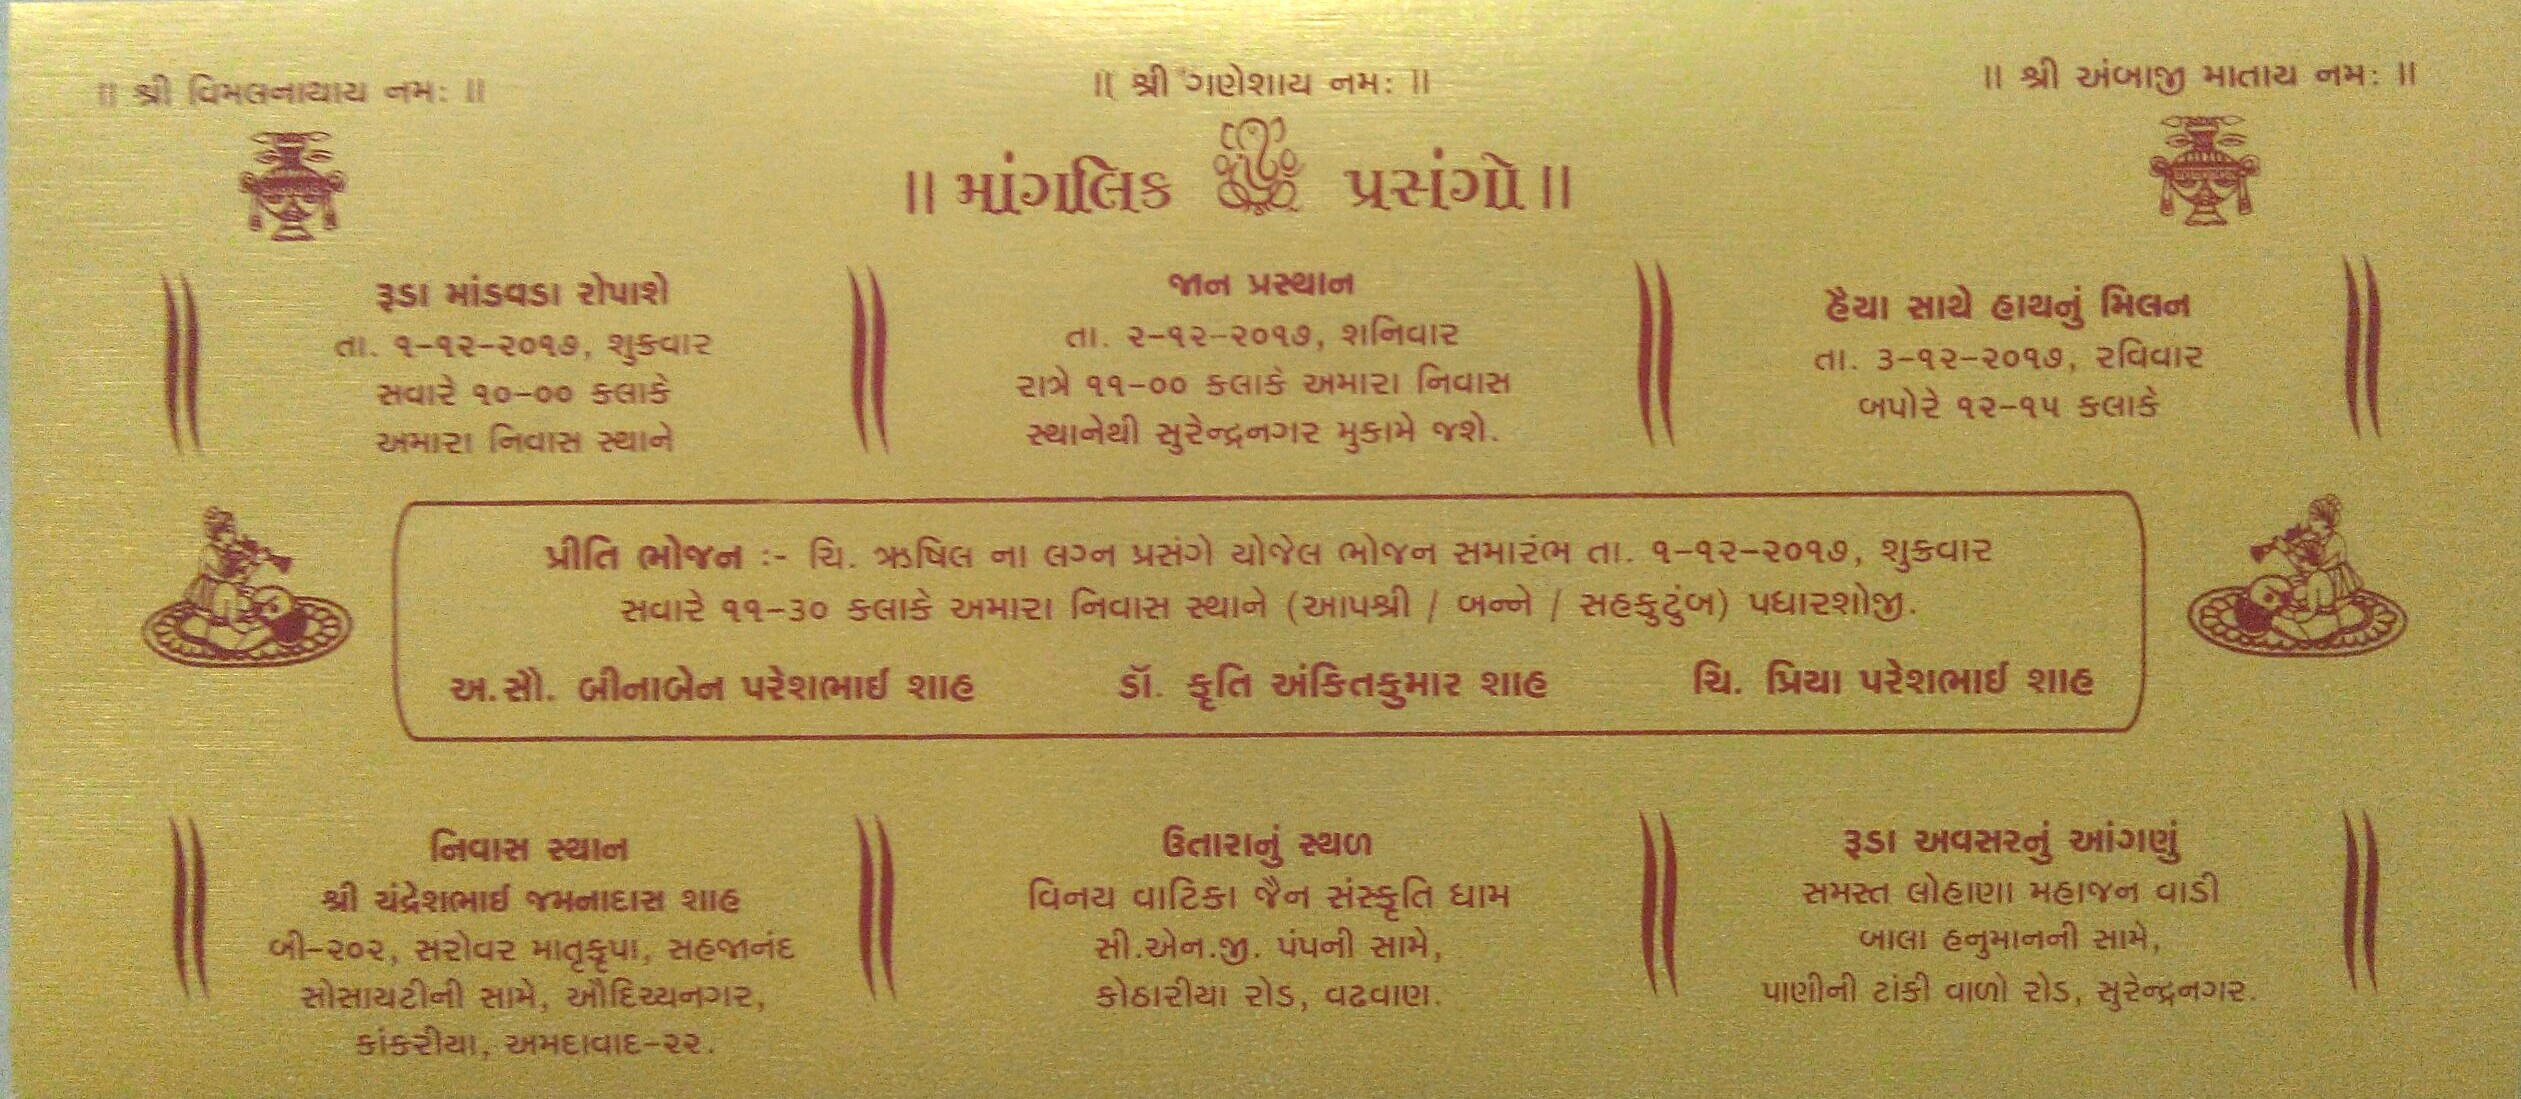 ॥ શ્રી વિમલનાથાય નમઃ ॥
॥ શ્રી ગણેશાય નમઃ ॥
॥ શ્રી અંબાજી માતાય નમઃ ॥
॥ માંગલિક પ્રસંગો ॥
રૂડા માંડવડા રોપાશે
તા. ૧-૧૨-૨૦૧૭, શુક્રવાર
સવારે ૧૦-૦૦ કલાકે
અમારા નિવાસ સ્થાને
જાન પ્રસ્થાન
તા. ૨-૧૨-૨૦૧૭, શનિવાર
રાત્રે ૧૧-૦૦ કલાકે અમારા નિવાસ
સ્થાનેથી સુરેન્દ્રનગર મુકામે જશે.
હૈયા સાથે હાથનું મિલન
તા. ૩-૧૨-૨૦૧૭, રવિવાર
બપોરે ૧૨-૧૫ કલાકે
પ્રીતિ ભોજન :- ચિ. ઋષિલ ના લગ્ન પ્રસંગે યોજેલ ભોજન સમારંભ તા. ૧-૧૨-૨૦૧૭, શુક્રવાર
સવારે ૧૧-૩૦ કલાકે અમારા નિવાસ સ્થાને (આપશ્રી / બન્ને / સહકુટુંબ) પધારશોજી.
અ.સૌ. બીનાબેન પરેશભાઈ શાહ
ડૉ. કૃતિ અંકિતકુમાર શાહ
ચિ. પ્રિયા પરેશભાઈ શાહ
નિવાસ સ્થાન
શ્રી ચંદ્રેશભાઈ જમનાદાસ શાહ
બી-૨૦૨, સરોવર માતૃકૃપા, સહજાનંદ
સોસાયટીની સામે, ઔદિચ્યનગર,
કાંકરીયા, અમદાવાદ-૨૨.
ઉતારાનું સ્થળ
વિનય વાટિકા જૈન સંસ્કૃતિ ધામ
સી.એન.જી. પંપની સામે,
કોઠારીયા રોડ, વઢવાણ.
રૂડા અવસરનું આંગણું
સમસ્ત લોહાણા મહાજન વાડી
બાલા હનુમાનની સામે,
પાણીની ટાંકી વાળો રોડ, સુરેન્દ્રનગર.